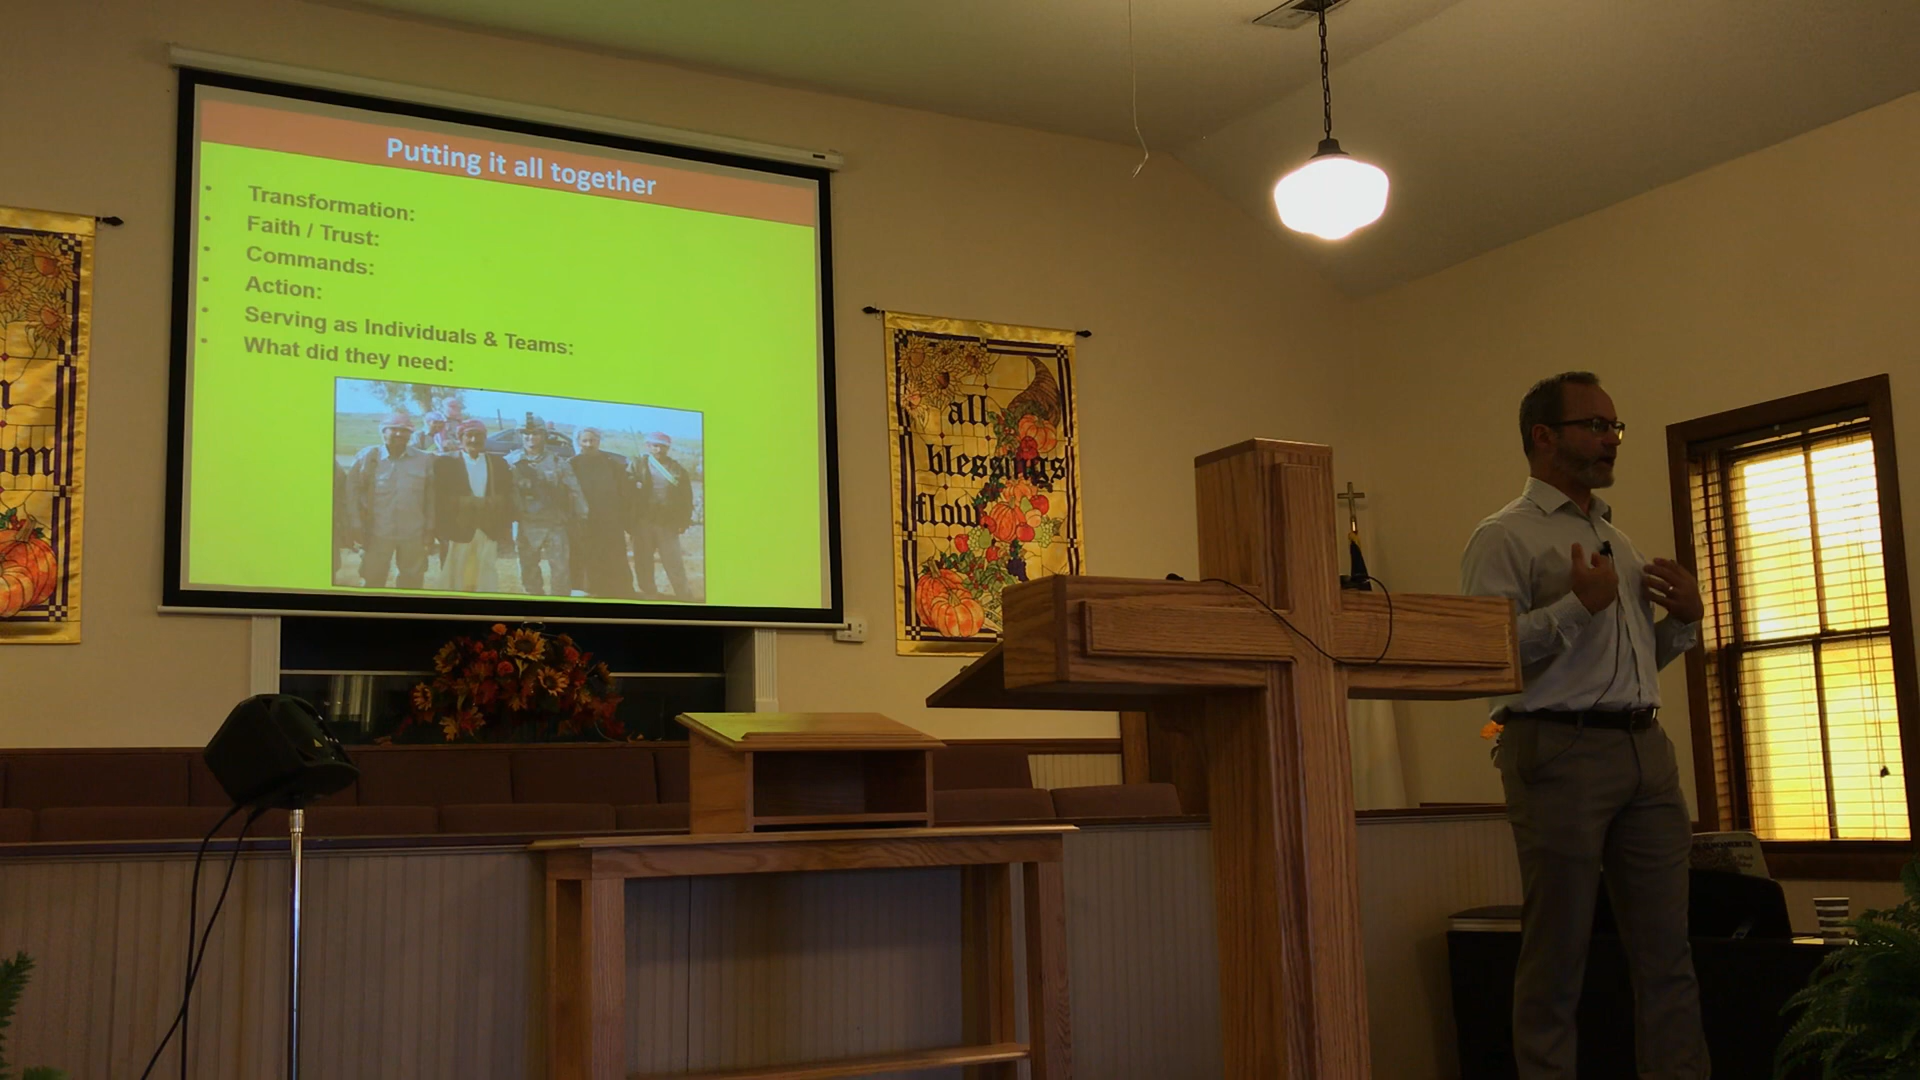 Putting it all together
• Transformation:
• Faith / Trust:
• Commands:
• Action:
• Serving as Individuals & Teams:
• What did they need:
all
blessings
flow
m